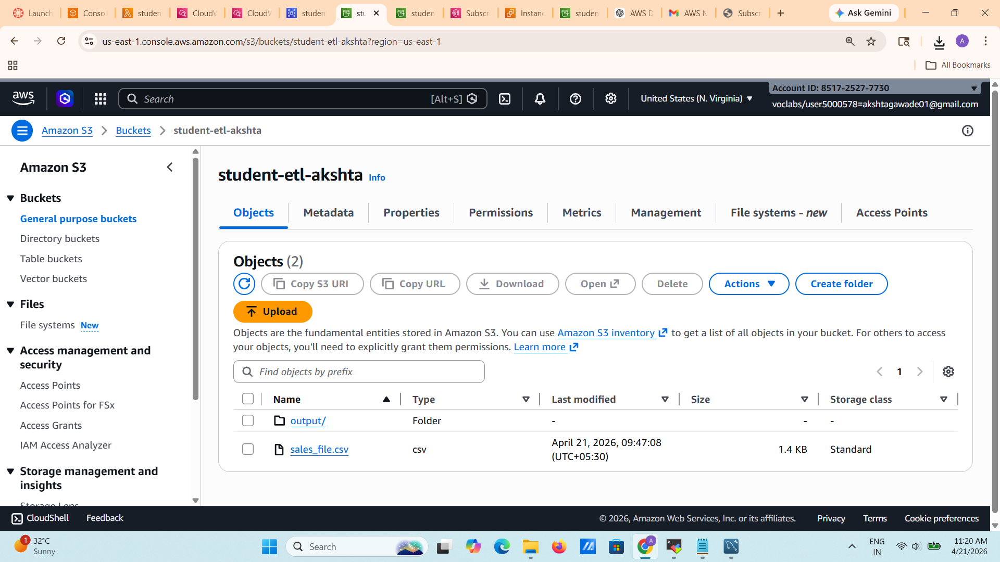 Launch
Consol
studen
CloudW
CloudW
studen
stu
studen
Subscri
Instanc
studen
AWS D
AWS N
Subscr
Ask Gemini
us-east-1.console.aws.amazon.com/s3/buckets/student-etl-akshta?region=us-east-1
A
All Bookmarks
aws
Search
[Alt+S]
United States (N. Virginia)
Account ID: 8517-2527-7730
voclabs/user5000578=akshtagawade01@gmail.com
Amazon S3
Buckets
student-etl-akshta
Amazon S3
Buckets
General purpose buckets
Directory buckets
Table buckets
Vector buckets
Files
File systems New
Access management and
security
Access Points
Access Points for FSx
Access Grants
IAM Access Analyzer
Storage management and
insights
Storage Lens
student-etl-akshta Info
Objects
Metadata
Properties
Permissions
Metrics
Management
File systems - new
Access Points
Objects (2)
Copy S3 URI
Copy URL
Download
Open
Delete
Actions
Create folder
Upload
Objects are the fundamental entities stored in Amazon S3. You can use Amazon S3 inventory to get a list of all objects in your bucket. For others to access
your objects, you'll need to explicitly grant them permissions. Learn more
Find objects by prefix
1
Name
Type
Last modified
Size
Storage class
output/
Folder
-
-
-
sales_file.csv
csv
April 21, 2026, 09:47:08
(UTC+05:30)
1.4 KB
Standard
CloudShell
Feedback
© 2026, Amazon Web Services, Inc. or its affiliates.
Privacy
Terms
Cookie preferences
1
32°C
Sunny
Search
A
ENG
IN
11:20 AM
4/21/2026